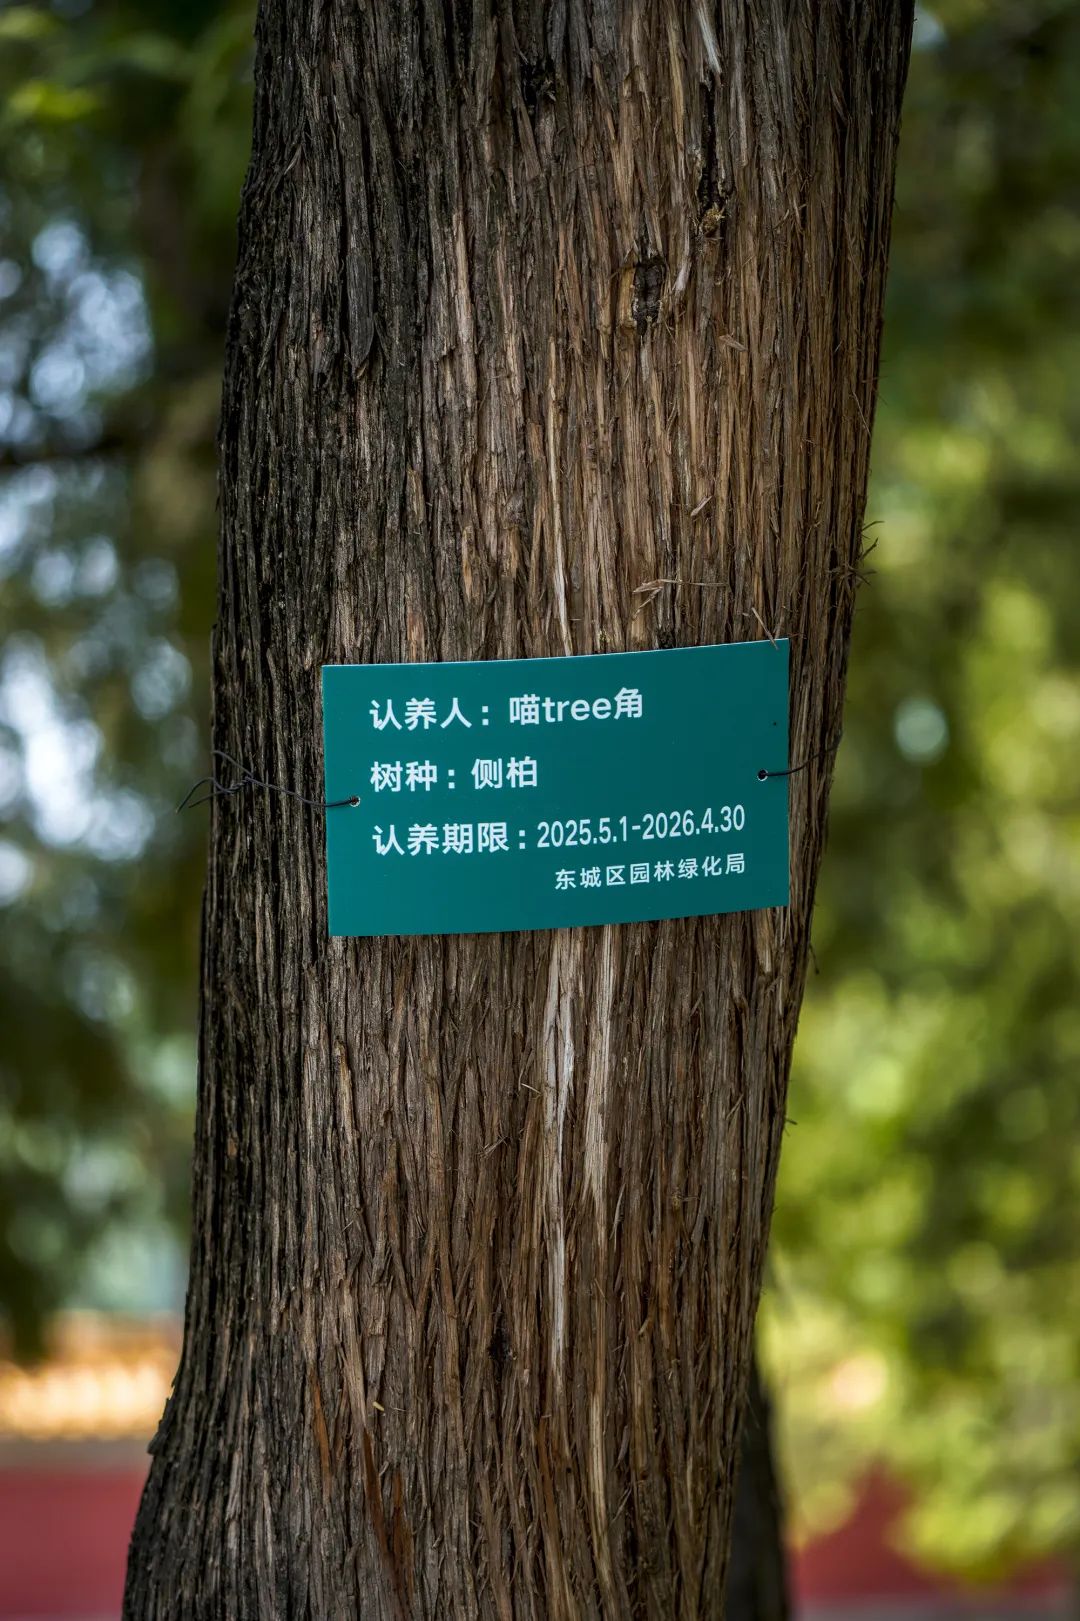 认养人：喵tree角
树种：侧柏
认养期限：2025.5.1-2026.4.30
东城区园林绿化局